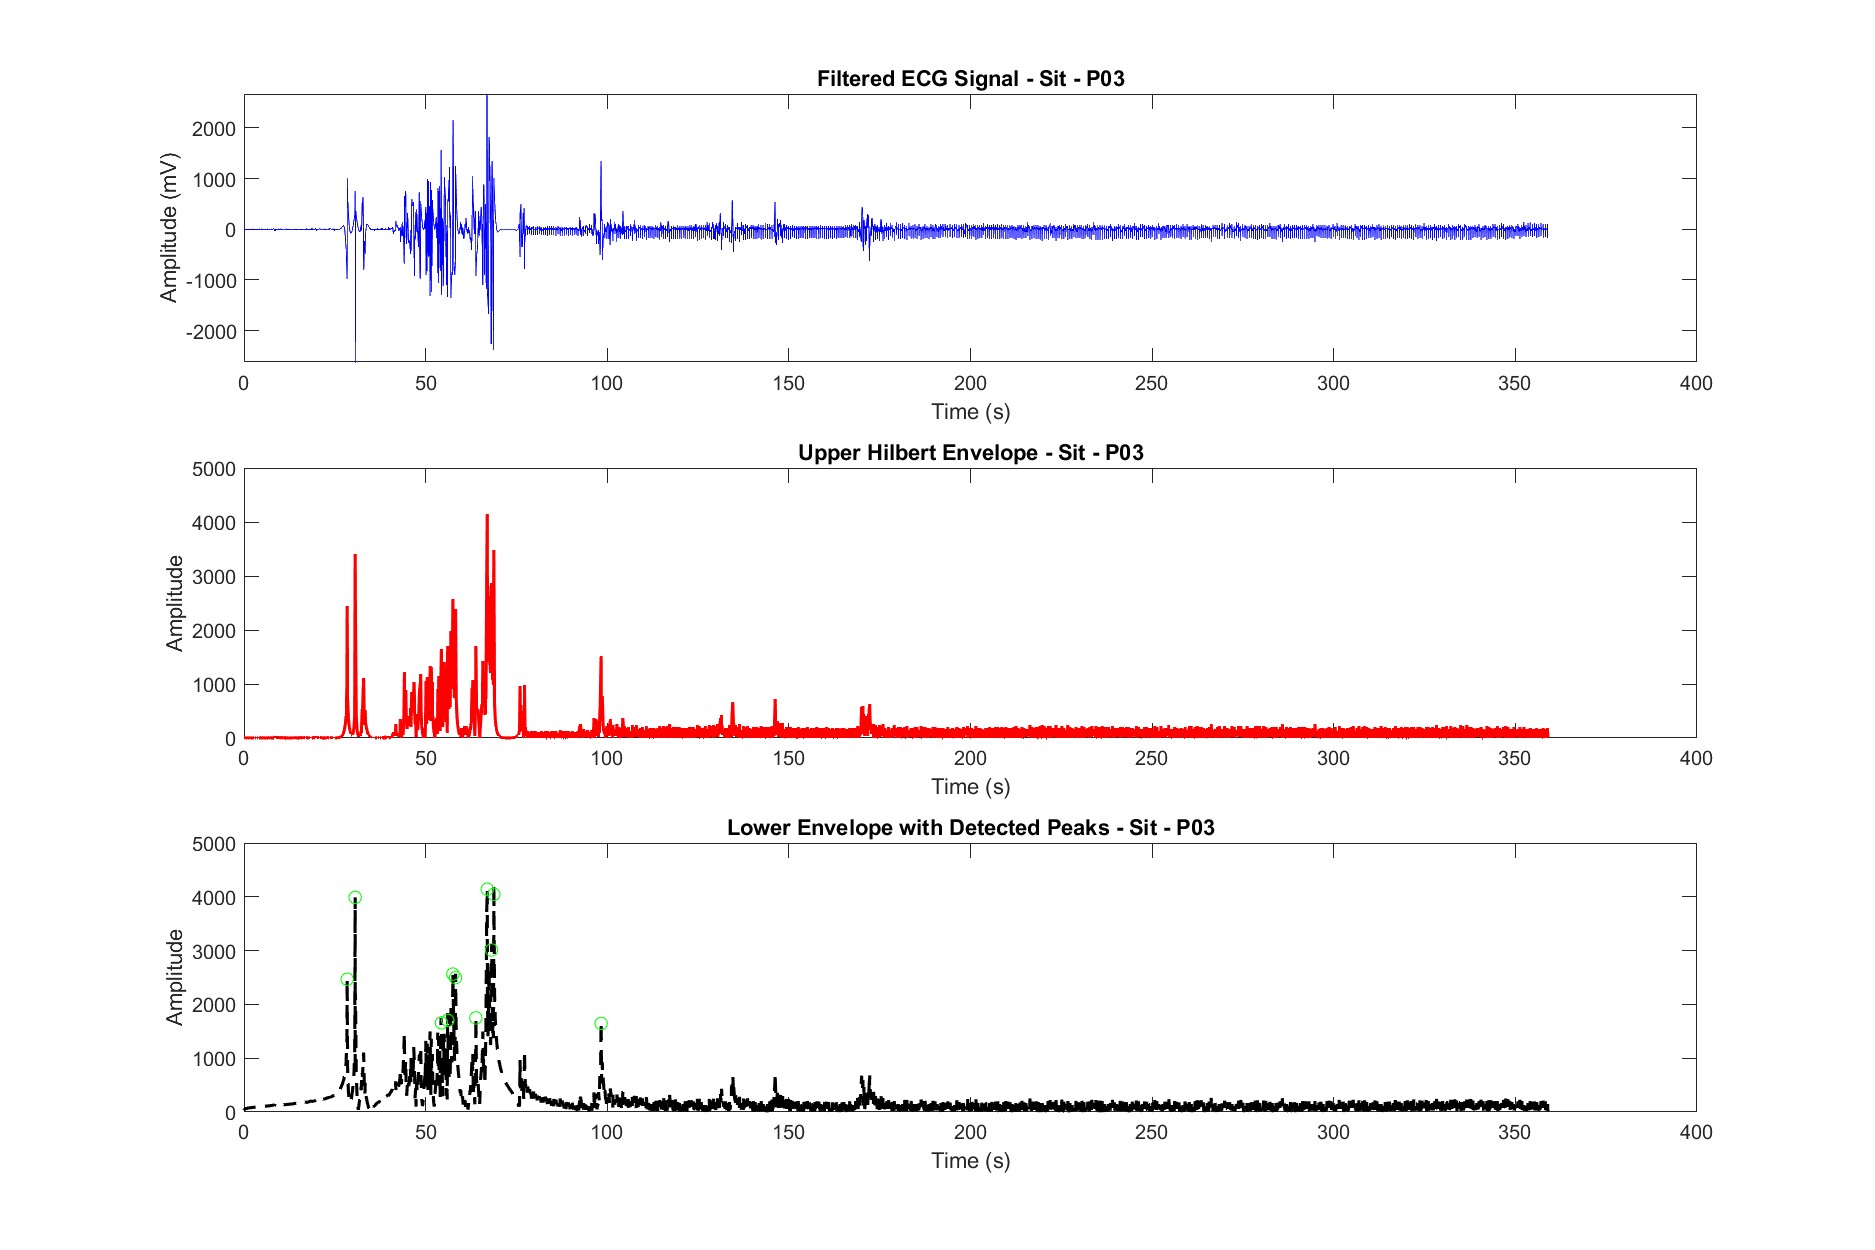 Filtered ECG Signal - Sit - P03
Amplitude (mV)
2000
1000
0
-1000
-2000
0 50 100 150 200 250 300 350 400
Time (s)
Upper Hilbert Envelope - Sit - P03
Amplitude
5000
4000
3000
2000
1000
0
0 50 100 150 200 250 300 350 400
Time (s)
Lower Envelope with Detected Peaks - Sit - P03
Amplitude
5000
4000
3000
2000
1000
0
0 50 100 150 200 250 300 350 400
Time (s)